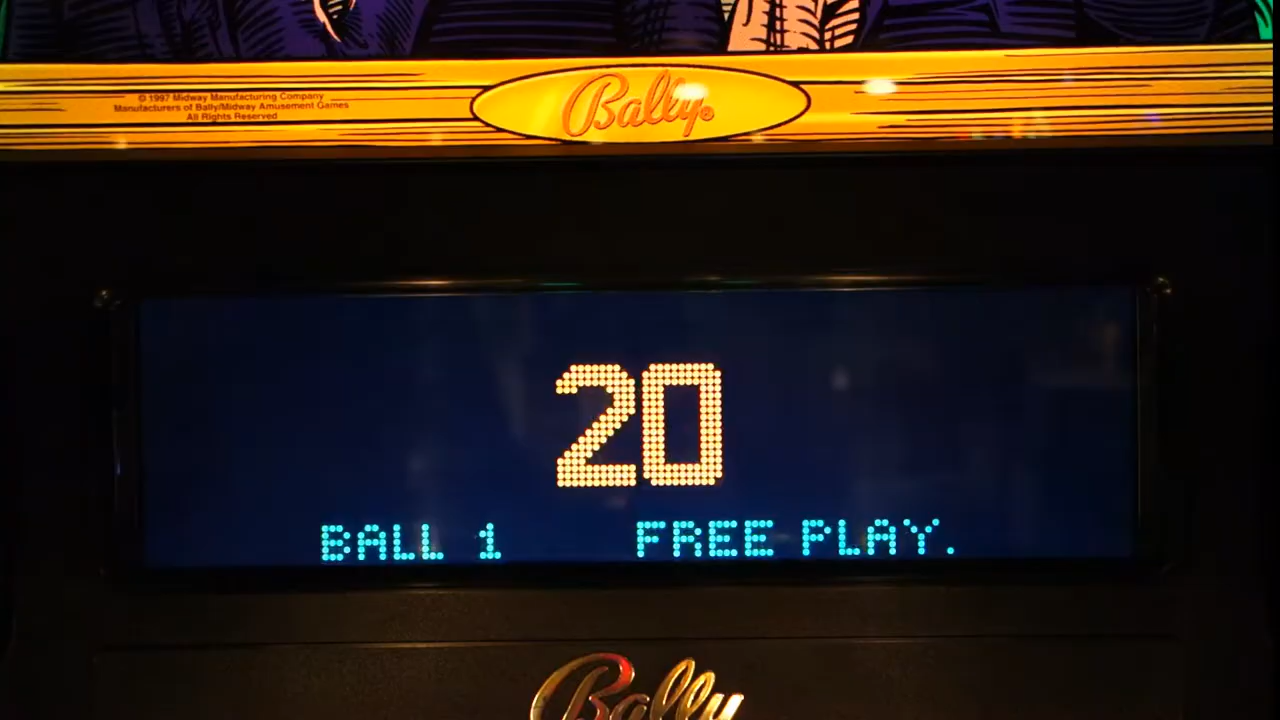 © 1997 Midway Manufacturing Company
Manufacturers of Bally/Midway Amusement Games
All Rights Reserved
Bally®
20
BALL 1 FREE PLAY.
Bally